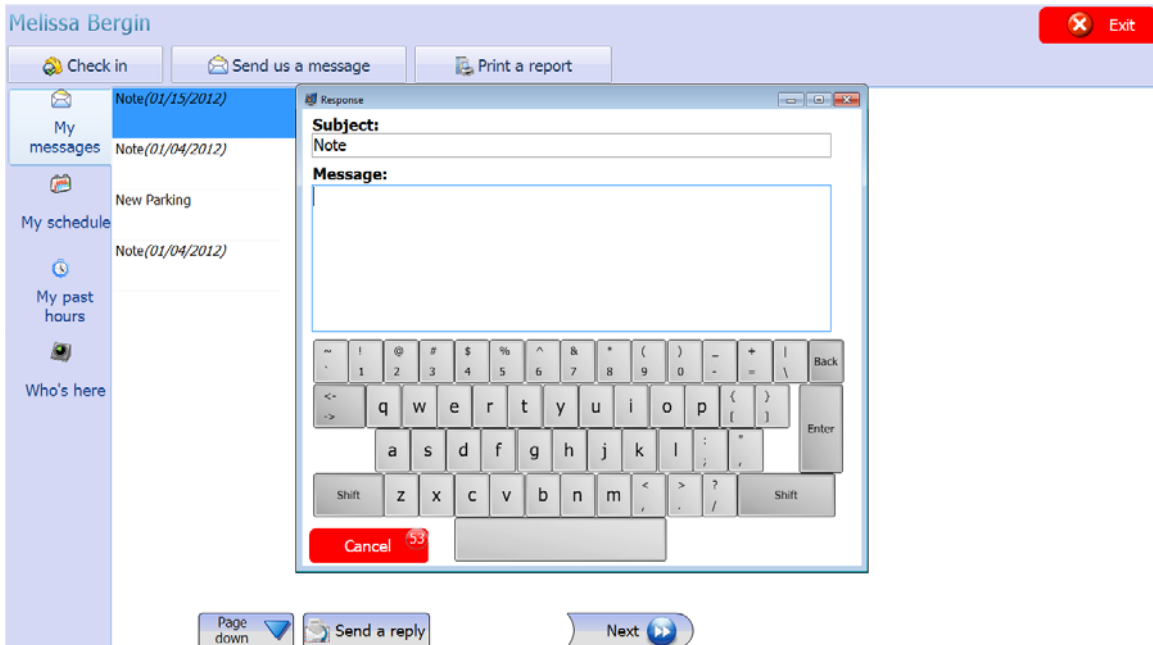 Melissa Bergin
Exit
Check in
Send us a message
Print a report
My
messages
My schedule
My past
hours
Who's here
Note(01/15/2012)
Note(01/04/2012)
New Parking
Note(01/04/2012)
Response
Subject:
Note
Message:
~ ! @ # $ % ^ & * ( ) _ + |
` 1 2 3 4 5 6 7 8 9 0 - = \ Back
<- q w e r t y u i o p { }
-> [ ] Enter
a s d f g h j k l : "
; ,
Shift z x c v b n m < > ? Shift
, . /
Cancel 53
Page
down
Send a reply
Next